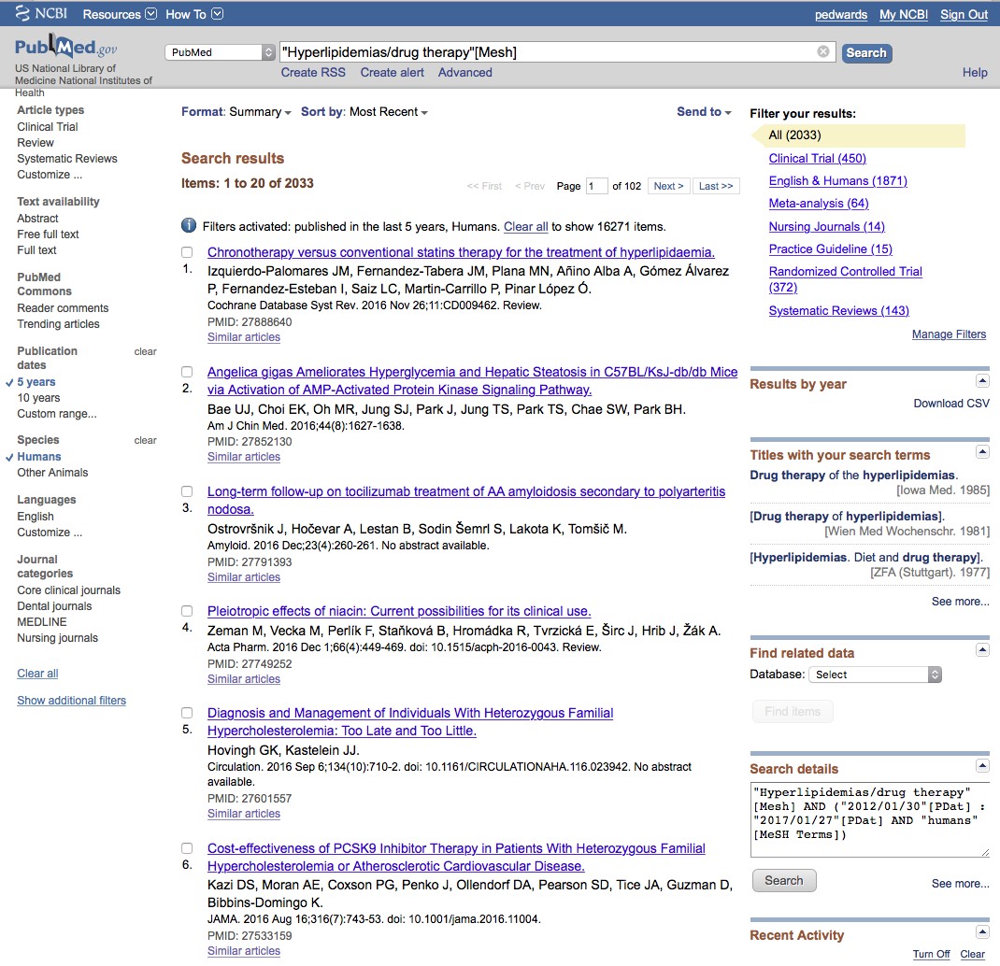 NCBI Resources How To pedwards My NCBI Sign Out
PubMed.gov
US National Library of
Medicine National Institutes of
Health
PubMed "Hyperlipidemias/drug therapy"[Mesh] Search
Create RSS Create alert Advanced Help
Article types
Clinical Trial
Review
Systematic Reviews
Customize ...
Text availability
Abstract
Free full text
Full text
PubMed
Commons
Reader comments
Trending articles
Publication
dates clear
5 years
10 years
Custom range...
Species clear
Humans
Other Animals
Languages
English
Customize ...
Journal
categories
Core clinical journals
Dental journals
MEDLINE
Nursing journals
Clear all
Show additional filters
Format: Summary Sort by: Most Recent Send to
Search results
Items: 1 to 20 of 2033
<< First < Prev Page 1 of 102 Next > Last >>
Filters activated: published in the last 5 years, Humans. Clear all to show 16271 items.
Chronotherapy versus conventional statins therapy for the treatment of hyperlipidaemia.
1. Izquierdo-Palomares JM, Fernandez-Tabera JM, Plana MN, Añino Alba A, Gómez Álvarez
P, Fernandez-Esteban I, Saiz LC, Martin-Carrillo P, Pinar López Ó.
Cochrane Database Syst Rev. 2016 Nov 26;11:CD009462. Review.
PMID: 27888640
Similar articles
Angelica gigas Ameliorates Hyperglycemia and Hepatic Steatosis in C57BL/KsJ-db/db Mice
2. via Activation of AMP-Activated Protein Kinase Signaling Pathway.
Bae UJ, Choi EK, Oh MR, Jung SJ, Park J, Jung TS, Park TS, Chae SW, Park BH.
Am J Chin Med. 2016;44(8):1627-1638.
PMID: 27852130
Similar articles
Long-term follow-up on tocilizumab treatment of AA amyloidosis secondary to polyarteritis
3. nodosa.
Ostrovršnik J, Hočevar A, Lestan B, Sodin Šemrl S, Lakota K, Tomšič M.
Amyloid. 2016 Dec;23(4):260-261. No abstract available.
PMID: 27791393
Similar articles
Pleiotropic effects of niacin: Current possibilities for its clinical use.
4. Zeman M, Vecka M, Perlík F, Staňková B, Hromádka R, Tvrzická E, Širc J, Hrib J, Žák A.
Acta Pharm. 2016 Dec 1;66(4):449-469. doi: 10.1515/acph-2016-0043. Review.
PMID: 27749252
Similar articles
Diagnosis and Management of Individuals With Heterozygous Familial
5. Hypercholesterolemia: Too Late and Too Little.
Hovingh GK, Kastelein JJ.
Circulation. 2016 Sep 6;134(10):710-2. doi: 10.1161/CIRCULATIONAHA.116.023942. No abstract
available.
PMID: 27601557
Similar articles
Cost-effectiveness of PCSK9 Inhibitor Therapy in Patients With Heterozygous Familial
6. Hypercholesterolemia or Atherosclerotic Cardiovascular Disease.
Kazi DS, Moran AE, Coxson PG, Penko J, Ollendorf DA, Pearson SD, Tice JA, Guzman D,
Bibbins-Domingo K.
JAMA. 2016 Aug 16;316(7):743-53. doi: 10.1001/jama.2016.11004.
PMID: 27533159
Similar articles
Filter your results:
All (2033)
Clinical Trial (450)
English & Humans (1871)
Meta-analysis (64)
Nursing Journals (14)
Practice Guideline (15)
Randomized Controlled Trial
(372)
Systematic Reviews (143)
Manage Filters
Results by year
Download CSV
Titles with your search terms
Drug therapy of the hyperlipidemias.
[Iowa Med. 1985]
[Drug therapy of hyperlipidemias].
[Wien Med Wochenschr. 1981]
[Hyperlipidemias. Diet and drug therapy].
[ZFA (Stuttgart). 1977]
See more...
Find related data
Database: Select
Find items
Search details
"Hyperlipidemias/drug therapy"
[Mesh] AND ("2012/01/30"[PDat] :
"2017/01/27"[PDat] AND "humans"
[MeSH Terms])
Search See more...
Recent Activity
Turn Off Clear